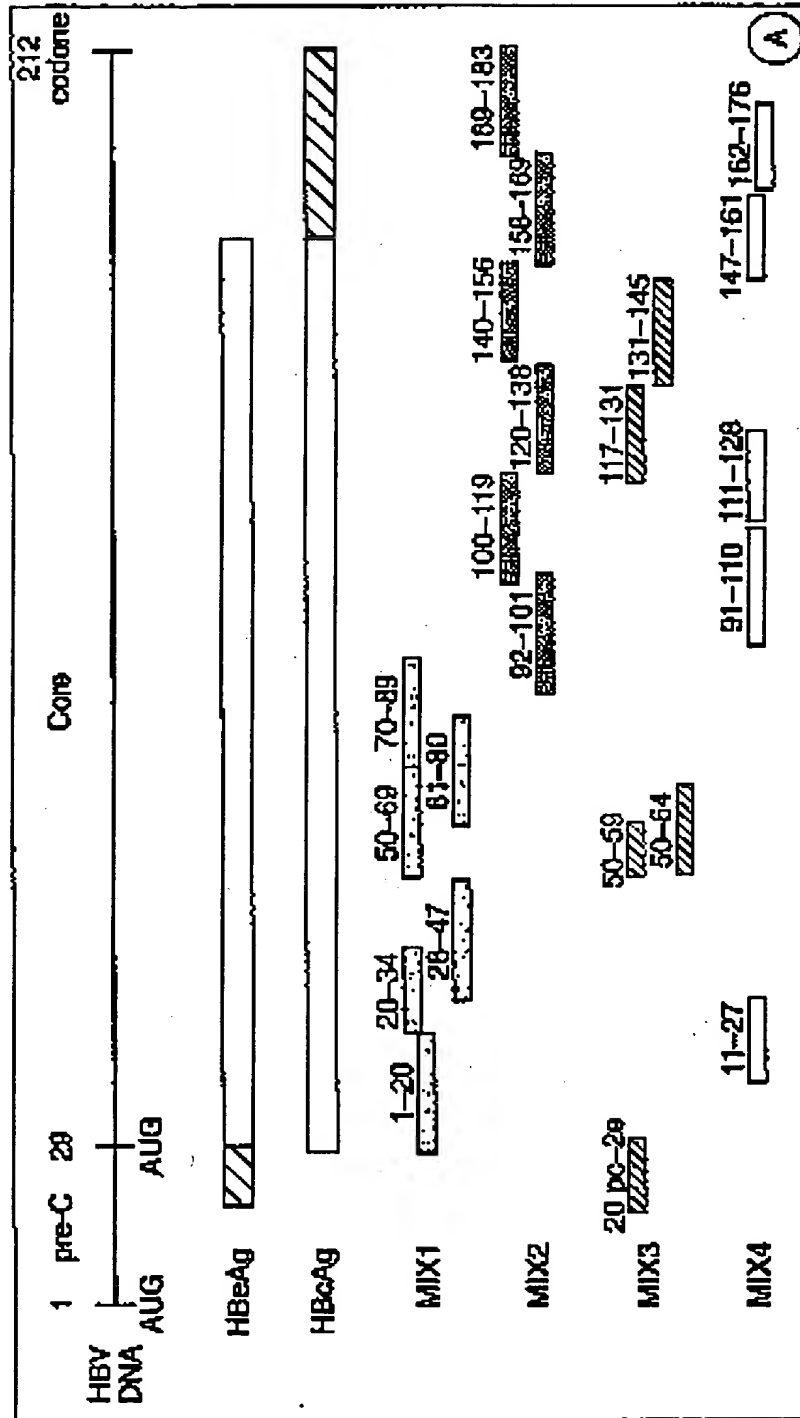 HBV DNA
1 pre-C 29 Core 212 codone
AUG AUG
HBeAg
HBcAg
MIX1
1-20 20-34 50-69 70-89
28-47 61-80
MIX2
100-119 140-156 169-183
92-101 120-138 158-169
MIX3
20 pc-2e 50-59 117-131
50-64 131-145
MIX4
11-27 91-110 111-128 147-161 162-176
A